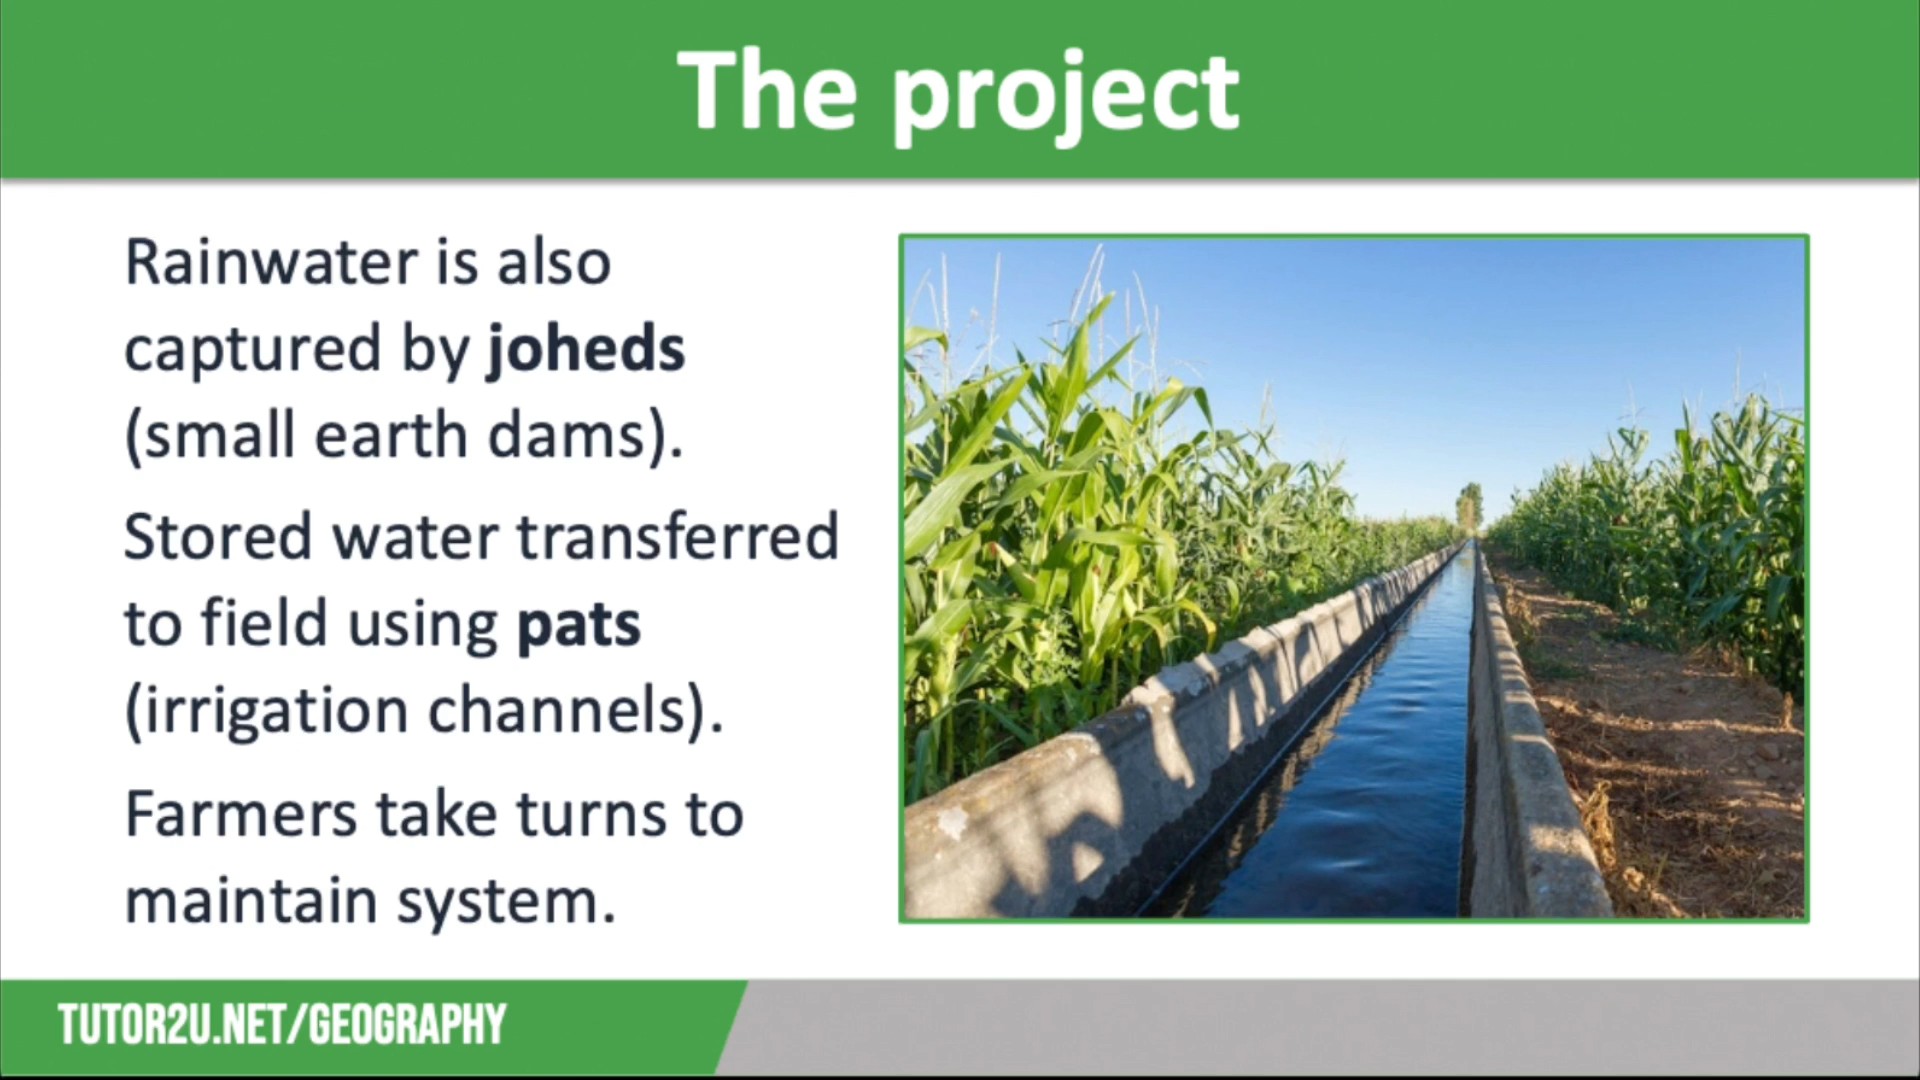 The project
Rainwater is also
captured by joheds
(small earth dams).
Stored water transferred
to field using pats
(irrigation channels).
Farmers take turns to
maintain system.
TUTOR2U.NET/GEOGRAPHY